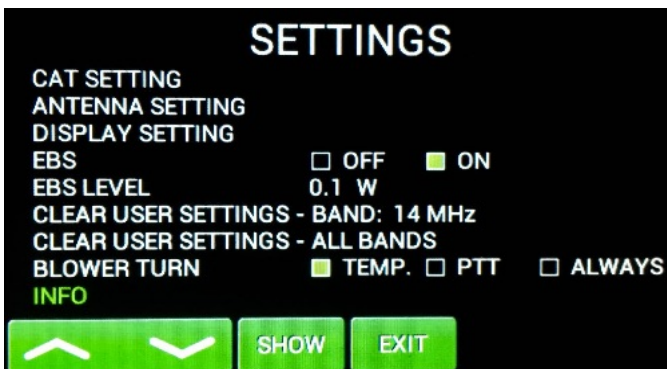 SETTINGS
CAT SETTING
ANTENNA SETTING
DISPLAY SETTING
EBS OFF ON
EBS LEVEL 0.1 W
CLEAR USER SETTINGS - BAND: 14 MHz
CLEAR USER SETTINGS - ALL BANDS
BLOWER TURN TEMP. PTT ALWAYS
INFO
SHOW EXIT